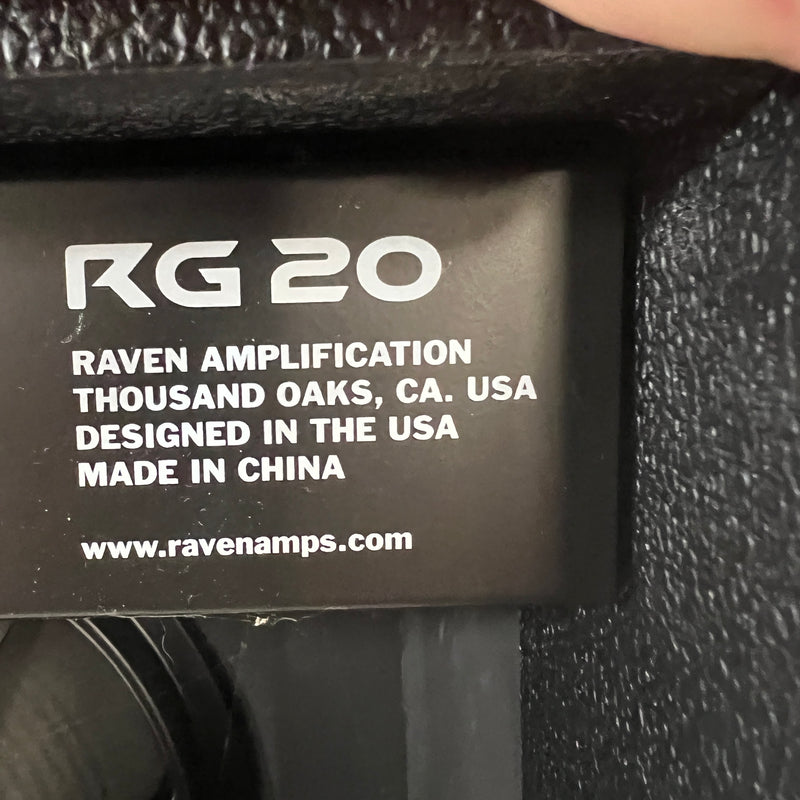 RG 20
RAVEN AMPLIFICATION
THOUSAND OAKS, CA. USA
DESIGNED IN THE USA
MADE IN CHINA
www.ravenamps.com